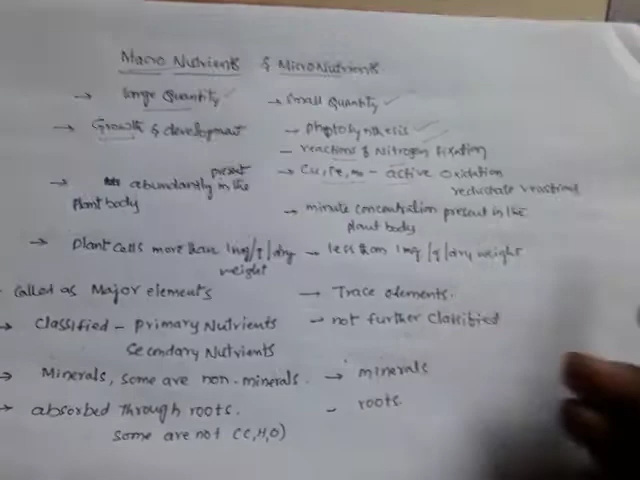 Macro Nutrients & MicroNutrients
→ large Quantity → Small Quantity
→ Growth & development → photosynthesis
– reactions & Nitrogen fixation
present → Cu, Fe, – active oxidation
→ abundantly in the reductate reactions
plant body → minute concentration present in the
plant body
→ plant cells more than 1mg/g/dry → less than 1mg/g/dry weight
weight
- Called as Major elements → Trace elements.
→ Classified – Primary Nutrients – not further classified
Secondary Nutrients
→ Minerals, some are non-minerals. → minerals
→ absorbed through roots. – roots
some are not (C,H,O)